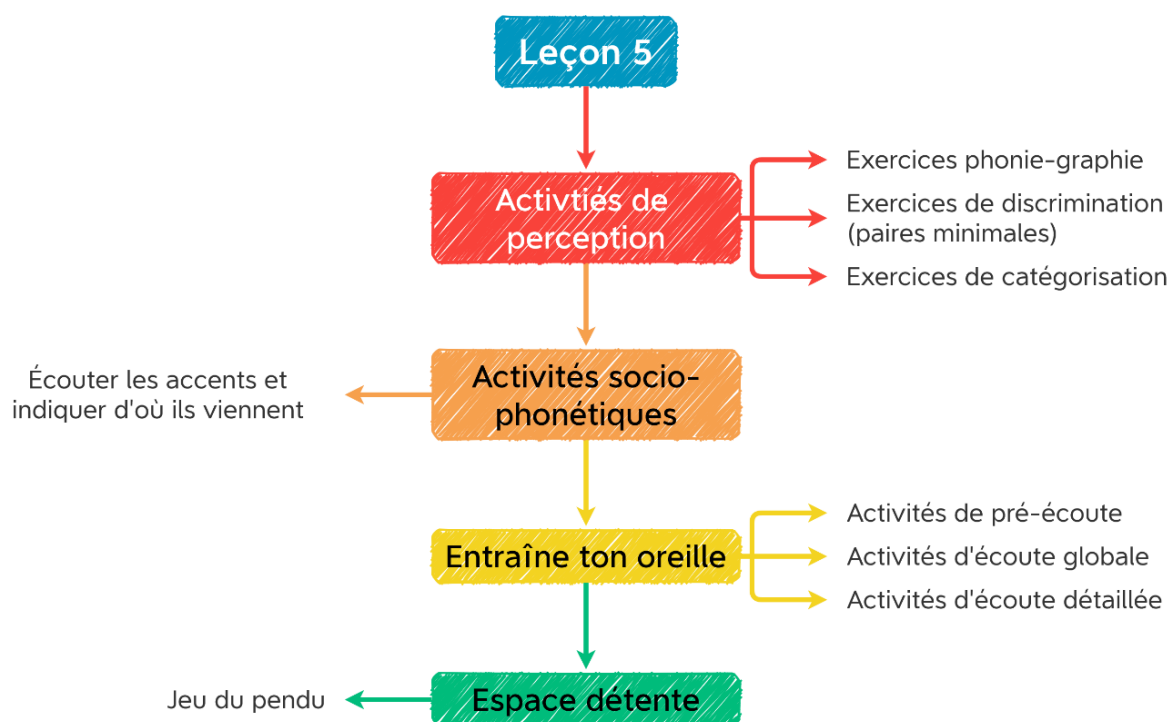 Leçon 5
Activtiés de
perception
Exercices phonie-graphie
Exercices de discrimination
(paires minimales)
Exercices de catégorisation
Activités socio-
phonétiques
Écouter les accents et
indiquer d'où ils viennent
Entraîne ton oreille
Activités de pré-écoute
Activités d'écoute globale
Activités d'écoute détaillée
Espace détente
Jeu du pendu